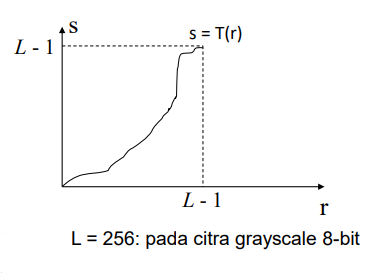 s
s = T(r)
L - 1
L - 1
r
L = 256: pada citra grayscale 8-bit